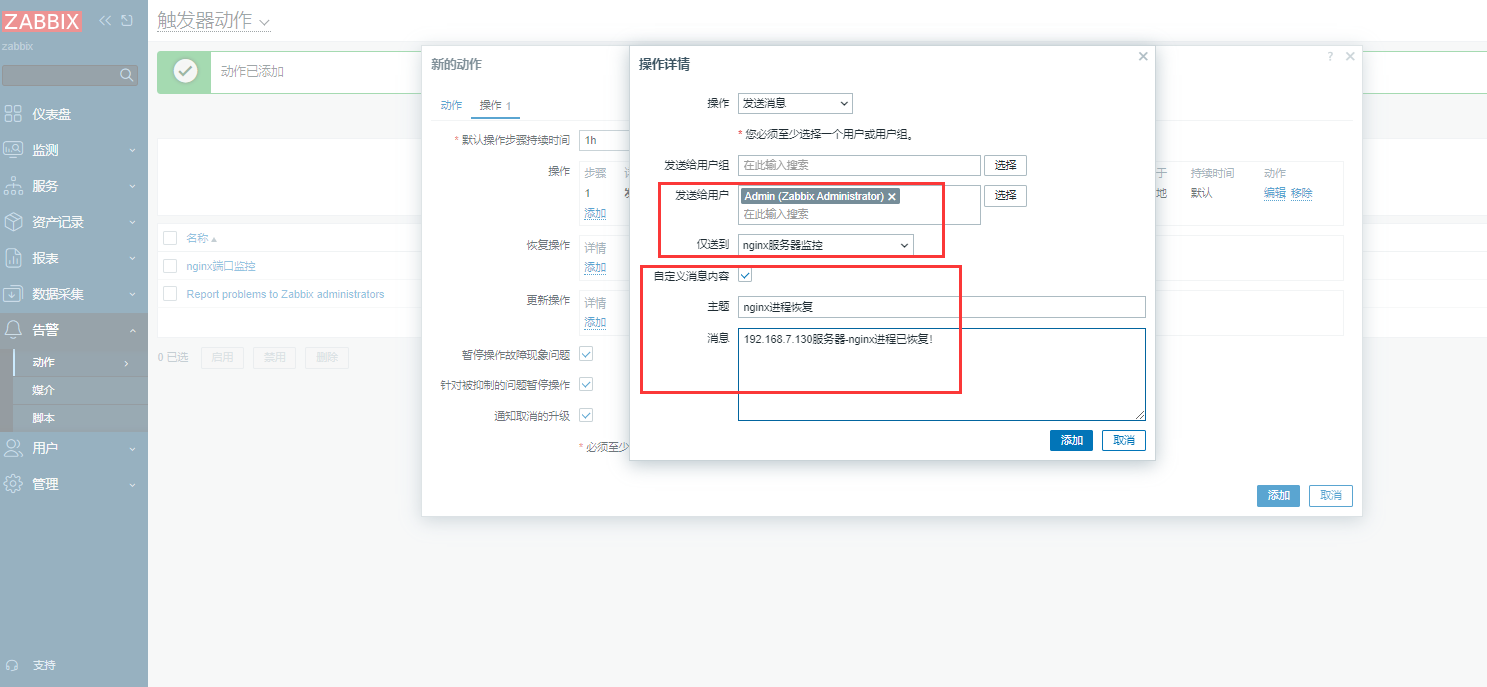 ZABBIX
zabbix
仪表盘
监测
服务
资产记录
报表
数据采集
告警
动作
媒介
脚本
用户
管理
支持
触发器动作
动作已添加
名称
nginx端口监控
Report problems to Zabbix administrators
0 已选
启用
禁用
删除
新的动作
?
动作
操作 1
* 默认操作步骤持续时间
1h
操作
步骤
于
持续时间
动作
1
地
默认
编辑 移除
添加
恢复操作
详情
添加
更新操作
详情
添加
暂停操作故障现象问题
针对被抑制的问题暂停操作
通知取消的升级
* 必须至少
添加
取消
操作详情
操作
发送消息
* 您必须至少选择一个用户或用户组。
发送给用户组
在此输入搜索
选择
发送给用户
Admin (Zabbix Administrator)
在此输入搜索
选择
仅送到
nginx服务器监控
自定义消息内容
主题
nginx进程恢复
消息
192.168.7.130服务器-nginx进程已恢复!
添加
取消